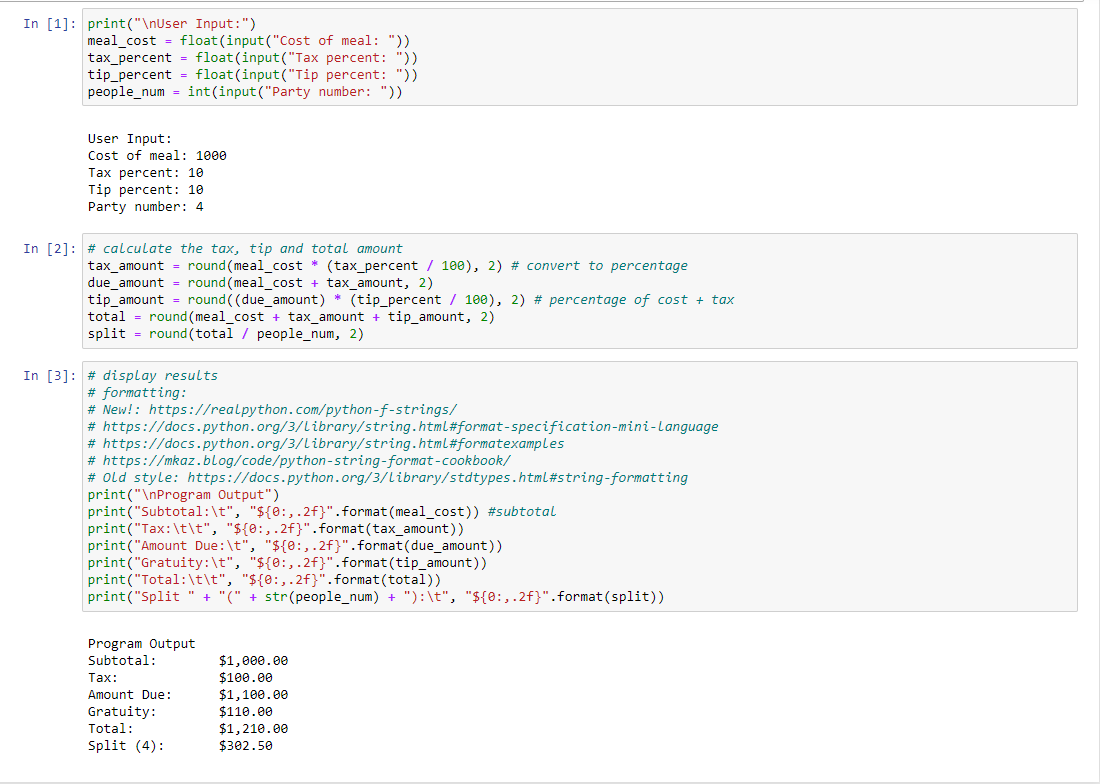 In [1]: print("\nUser Input:")
meal_cost = float(input("Cost of meal: "))
tax_percent = float(input("Tax percent: "))
tip_percent = float(input("Tip percent: "))
people_num = int(input("Party number: "))
User Input:
Cost of meal: 1000
Tax percent: 10
Tip percent: 10
Party number: 4
In [2]: # calculate the tax, tip and total amount
tax_amount = round(meal_cost * (tax_percent / 100), 2) # convert to percentage
due_amount = round(meal_cost + tax_amount, 2)
tip_amount = round((due_amount) * (tip_percent / 100), 2) # percentage of cost + tax
total = round(meal_cost + tax_amount + tip_amount, 2)
split = round(total / people_num, 2)
In [3]: # display results
# formatting:
# New!: https://realpython.com/python-f-strings/
# https://docs.python.org/3/library/string.html#format-specification-mini-language
# https://docs.python.org/3/library/string.html#formatexamples
# https://mkaz.blog/code/python-string-format-cookbook/
# Old style: https://docs.python.org/3/library/stdtypes.html#string-formatting
print("\nProgram Output")
print("Subtotal:\t", "${0:,.2f}".format(meal_cost)) #subtotal
print("Tax:\t\t", "${0:,.2f}".format(tax_amount))
print("Amount Due:\t", "${0:,.2f}".format(due_amount))
print("Gratuity:\t", "${0:,.2f}".format(tip_amount))
print("Total:\t\t", "${0:,.2f}".format(total))
print("Split " + "(" + str(people_num) + "):\t", "${0:,.2f}".format(split))
Program Output
Subtotal: $1,000.00
Tax: $100.00
Amount Due: $1,100.00
Gratuity: $110.00
Total: $1,210.00
Split (4): $302.50